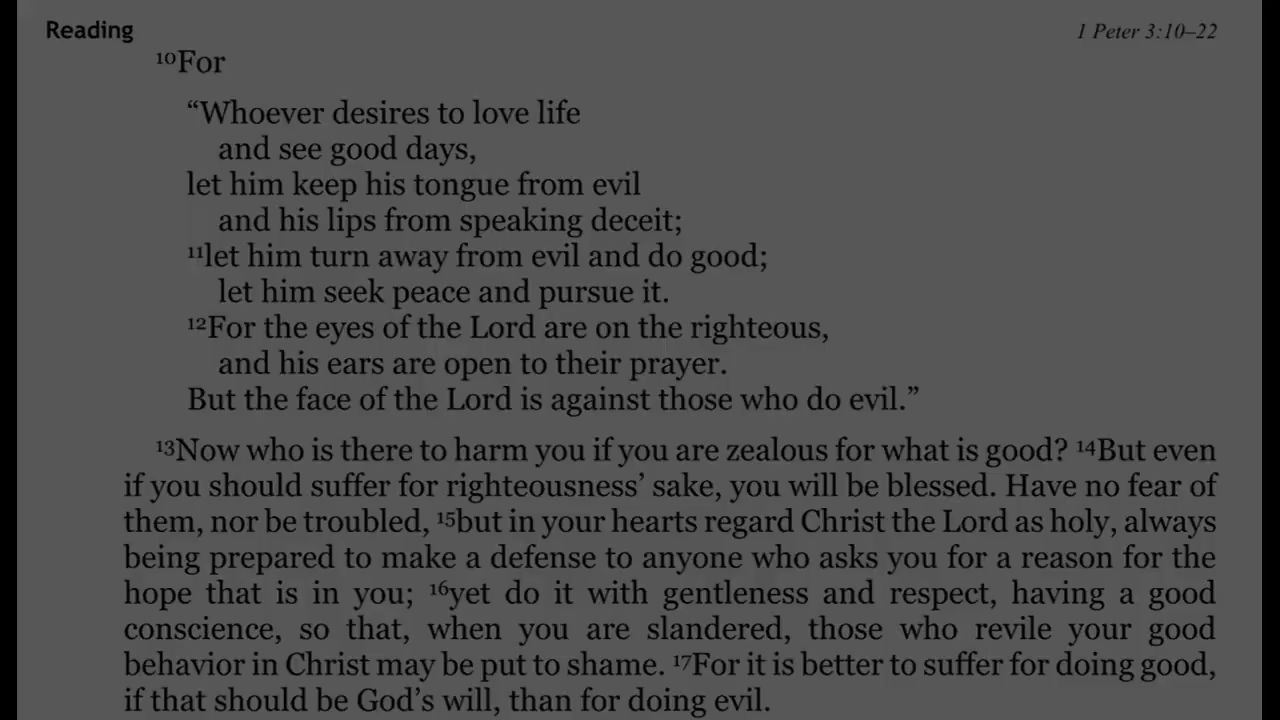 Reading 1 Peter 3:10–22
¹⁰For
“Whoever desires to love life
and see good days,
let him keep his tongue from evil
and his lips from speaking deceit;
¹¹let him turn away from evil and do good;
let him seek peace and pursue it.
¹²For the eyes of the Lord are on the righteous,
and his ears are open to their prayer.
But the face of the Lord is against those who do evil.”
¹³Now who is there to harm you if you are zealous for what is good? ¹⁴But even
if you should suffer for righteousness’ sake, you will be blessed. Have no fear of
them, nor be troubled, ¹⁵but in your hearts regard Christ the Lord as holy, always
being prepared to make a defense to anyone who asks you for a reason for the
hope that is in you; ¹⁶yet do it with gentleness and respect, having a good
conscience, so that, when you are slandered, those who revile your good
behavior in Christ may be put to shame. ¹⁷For it is better to suffer for doing good,
if that should be God’s will, than for doing evil.